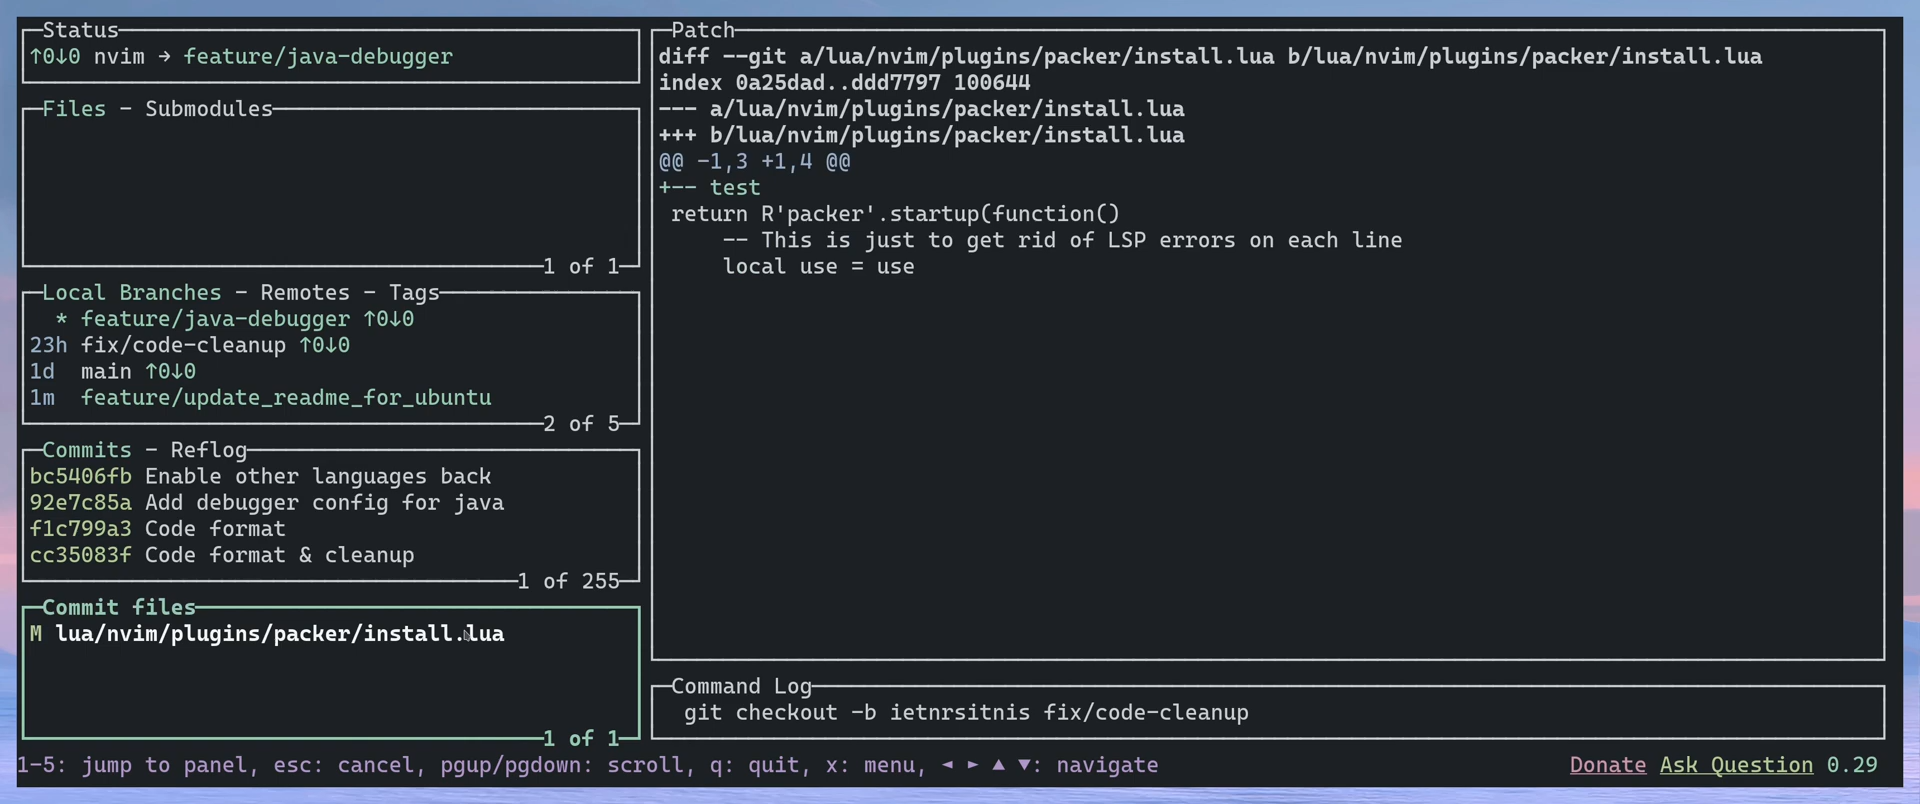 Status
↑0↓0 nvim → feature/java-debugger
Files - Submodules
1 of 1
Local Branches - Remotes - Tags
* feature/java-debugger ↑0↓0
23h fix/code-cleanup ↑0↓0
1d main ↑0↓0
1m feature/update_readme_for_ubuntu
2 of 5
Commits - Reflog
bc5406fb Enable other languages back
92e7c85a Add debugger config for java
f1c799a3 Code format
cc35083f Code format & cleanup
1 of 255
Commit files
M lua/nvim/plugins/packer/install.lua
1 of 1
Patch
diff --git a/lua/nvim/plugins/packer/install.lua b/lua/nvim/plugins/packer/install.lua
index 0a25dad..ddd7797 100644
--- a/lua/nvim/plugins/packer/install.lua
+++ b/lua/nvim/plugins/packer/install.lua
@@ -1,3 +1,4 @@
+-- test
return R'packer'.startup(function()
-- This is just to get rid of LSP errors on each line
local use = use
Command Log
git checkout -b ietnrsitnis fix/code-cleanup
1-5: jump to panel, esc: cancel, pgup/pgdown: scroll, q: quit, x: menu, ◄ ► ▲ ▼: navigate
Donate Ask Question 0.29